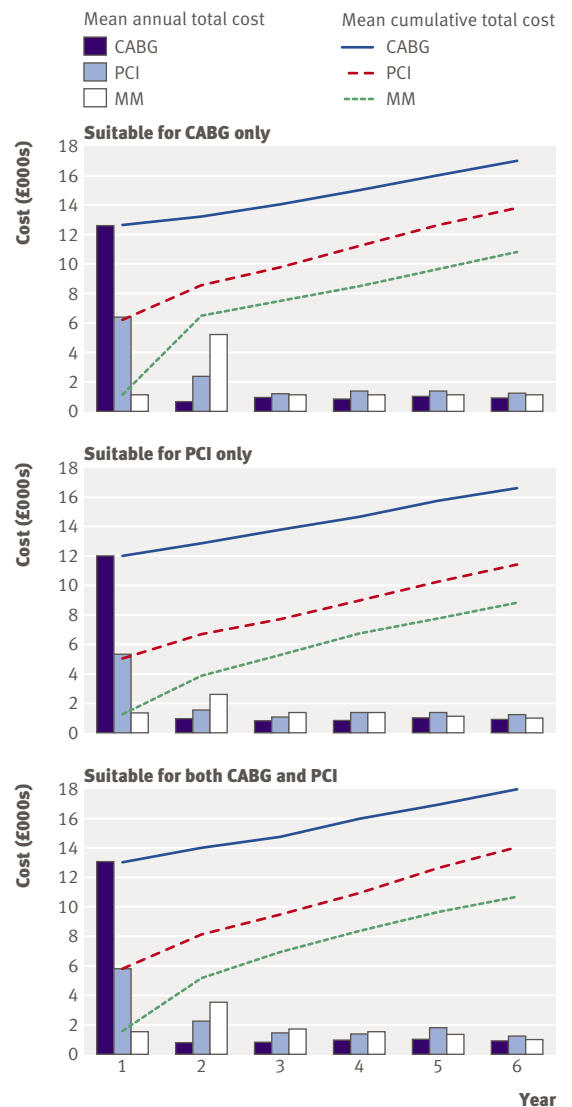 Mean annual total cost
CABG
PCI
MM
Mean cumulative total cost
CABG
PCI
MM
Suitable for CABG only
Cost (£000s)
18
16
14
12
10
8
6
4
2
0
Suitable for PCI only
Cost (£000s)
18
16
14
12
10
8
6
4
2
0
Suitable for both CABG and PCI
Cost (£000s)
18
16
14
12
10
8
6
4
2
0
1 2 3 4 5 6
Year